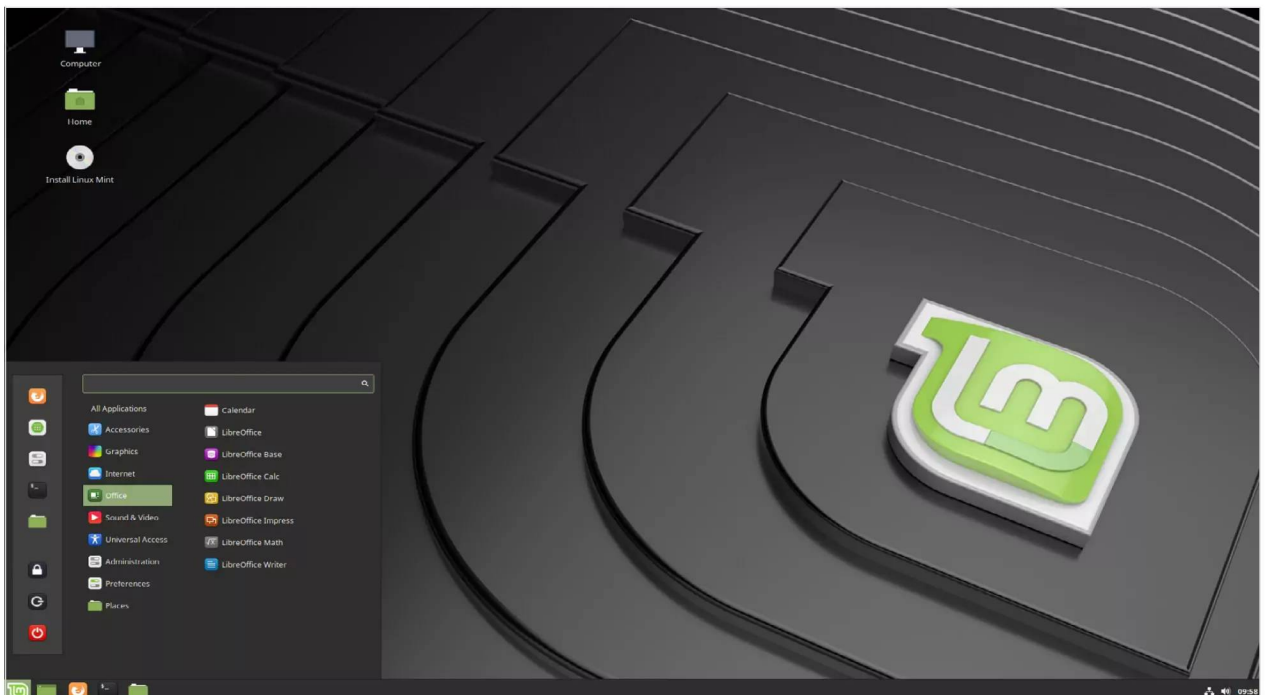 Computer
Home
Install Linux Mint
lm
All Applications
Accessories
Graphics
Internet
Office
Sound & Video
Universal Access
Administration
Preferences
Places
Calendar
LibreOffice
LibreOffice Base
LibreOffice Calc
LibreOffice Draw
LibreOffice Impress
LibreOffice Math
LibreOffice Writer
09:58